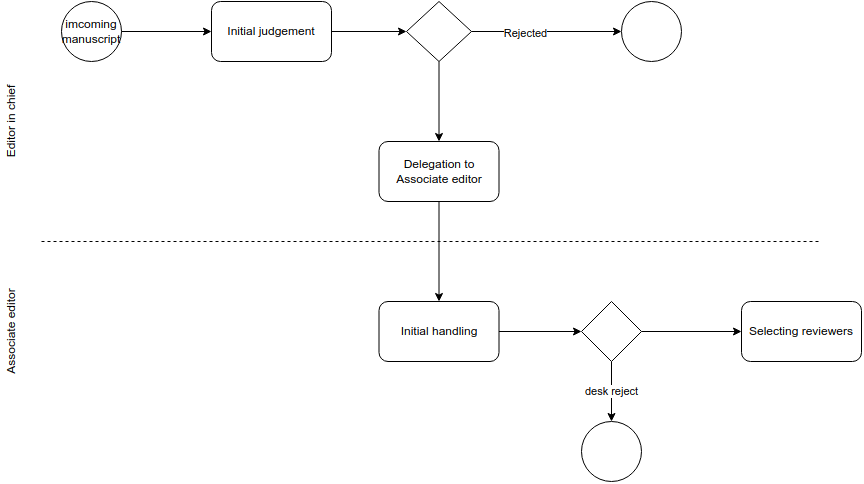 imcoming
manuscript
Initial judgement
Rejected
Editor in chief
Delegation to
Associate editor
Associate editor
Initial handling
Selecting reviewers
desk reject